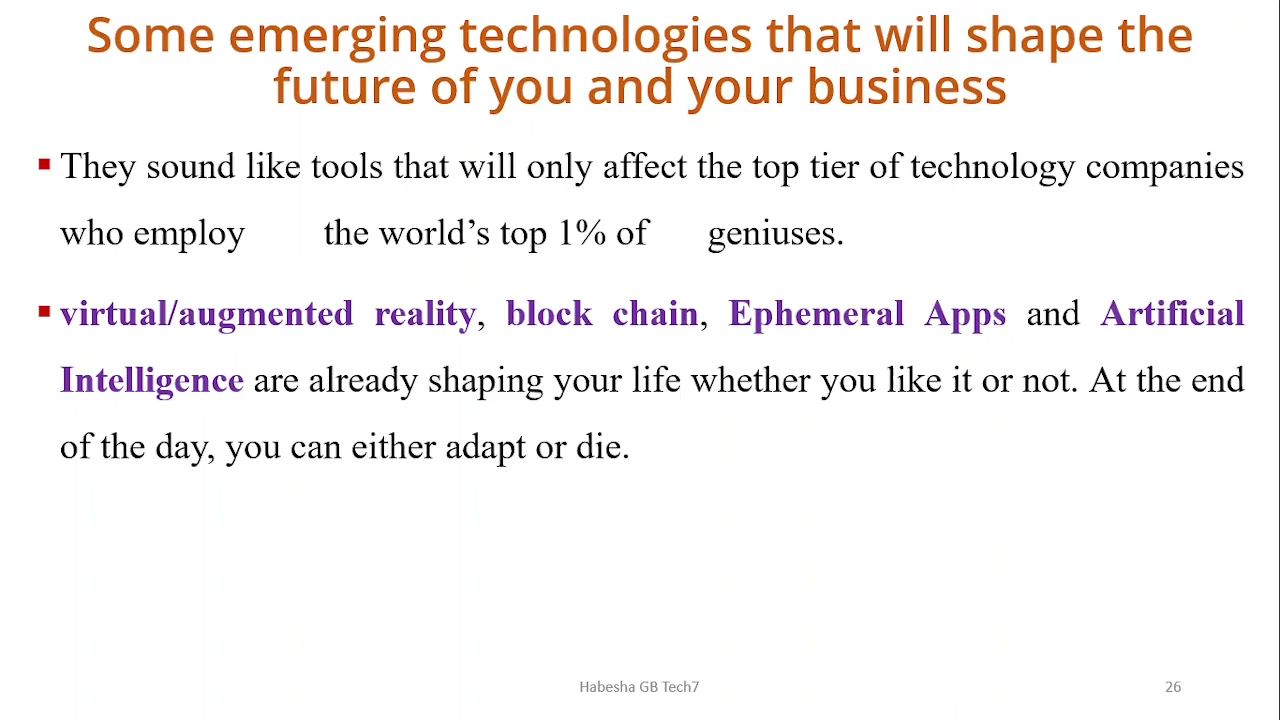 Some emerging technologies that will shape the
future of you and your business
▪ They sound like tools that will only affect the top tier of technology companies
who employ the world’s top 1% of geniuses.
▪ virtual/augmented reality, block chain, Ephemeral Apps and Artificial
Intelligence are already shaping your life whether you like it or not. At the end
of the day, you can either adapt or die.
Habesha GB Tech7
26